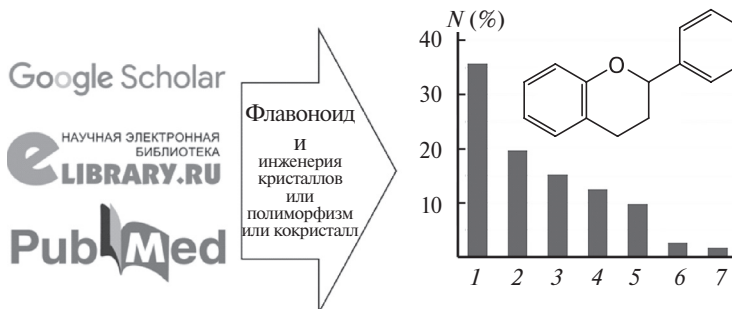 Google Scholar
НАУЧНАЯ ЭЛЕКТРОННАЯ
БИБЛИОТЕКА
eLIBRARY.RU
PubMed
Флавоноид
и
инженерия
кристаллов
или
полиморфизм
или кокристалл
N (%)
40
30
20
10
1 2 3 4 5 6 7
O